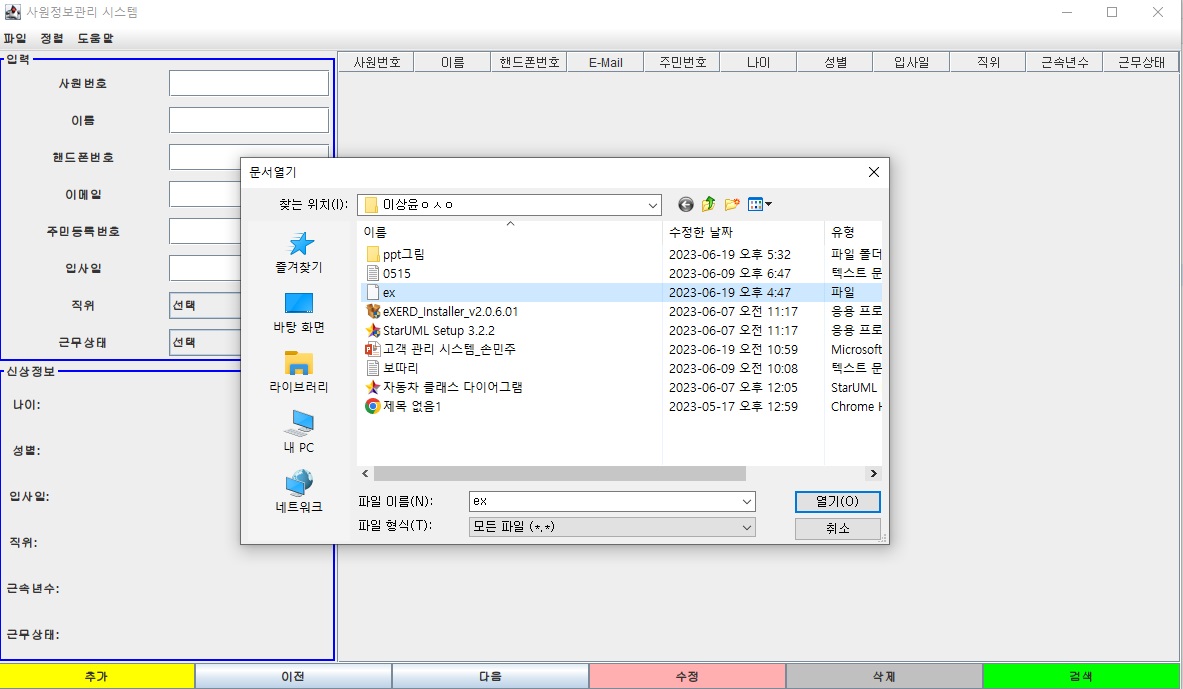 사원정보관리 시스템
파일 정렬 도움말
입력
사원번호
이름
핸드폰번호
이메일
주민등록번호
입사일
직위 선택
근무상태 선택
신상정보
나이:
성별:
입사일:
직위:
근속년수:
근무상태:
사원번호 이름 핸드폰번호 E-Mail 주민번호 나이 성별 입사일 직위 근속년수 근무상태
문서열기
찾는 위치(I): 이상윤ㅇㅅㅇ
즐겨찾기
바탕 화면
라이브러리
내 PC
네트워크
이름 수정한 날짜 유형
ppt그림 2023-06-19 오후 5:32 파일 폴더
0515 2023-06-09 오후 6:47 텍스트 문
ex 2023-06-19 오후 4:47 파일
eXERD_Installer_v2.0.6.01 2023-06-07 오전 11:17 응용 프로
StarUML Setup 3.2.2 2023-06-07 오전 11:17 응용 프로
고객 관리 시스템_손민주 2023-06-19 오전 10:59 Microsoft
보따리 2023-06-09 오전 10:08 텍스트 문
자동차 클래스 다이어그램 2023-06-07 오후 12:05 StarUML
제목 없음1 2023-05-17 오후 12:59 Chrome H
파일 이름(N): ex 열기(O)
파일 형식(T): 모든 파일 (*.*) 취소
추가 이전 다음 수정 삭제 검색